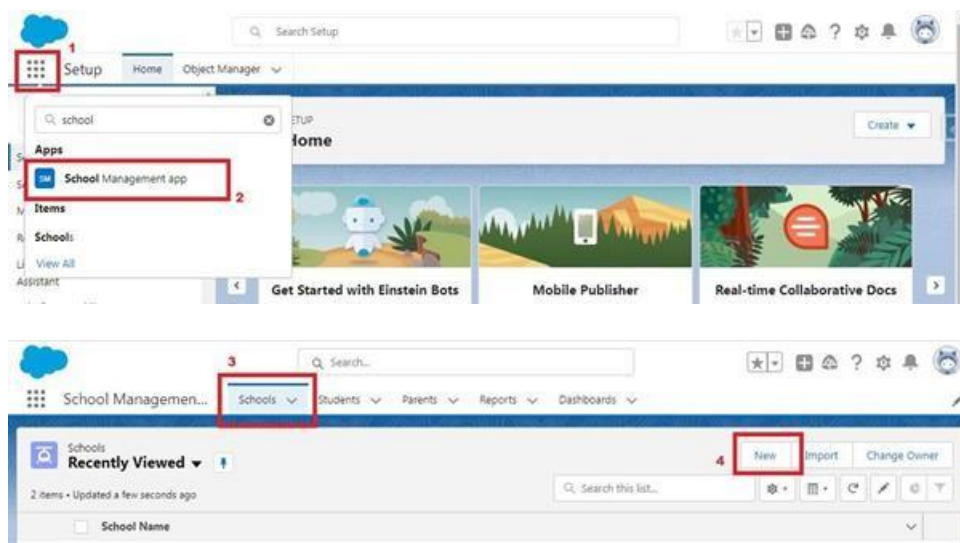 Search Setup
1
Setup Home Object Manager
school
SETUP
Home
Create
Apps
SM School Management app
2
Items
Schools
View All
Assistant
Get Started with Einstein Bots Mobile Publisher Real-time Collaborative Docs
3
Search...
School Managemen... Schools Students Parents Reports Dashboards
Schools
Recently Viewed
4
New Import Change Owner
2 items • Updated a few seconds ago
Search this list...
School Name